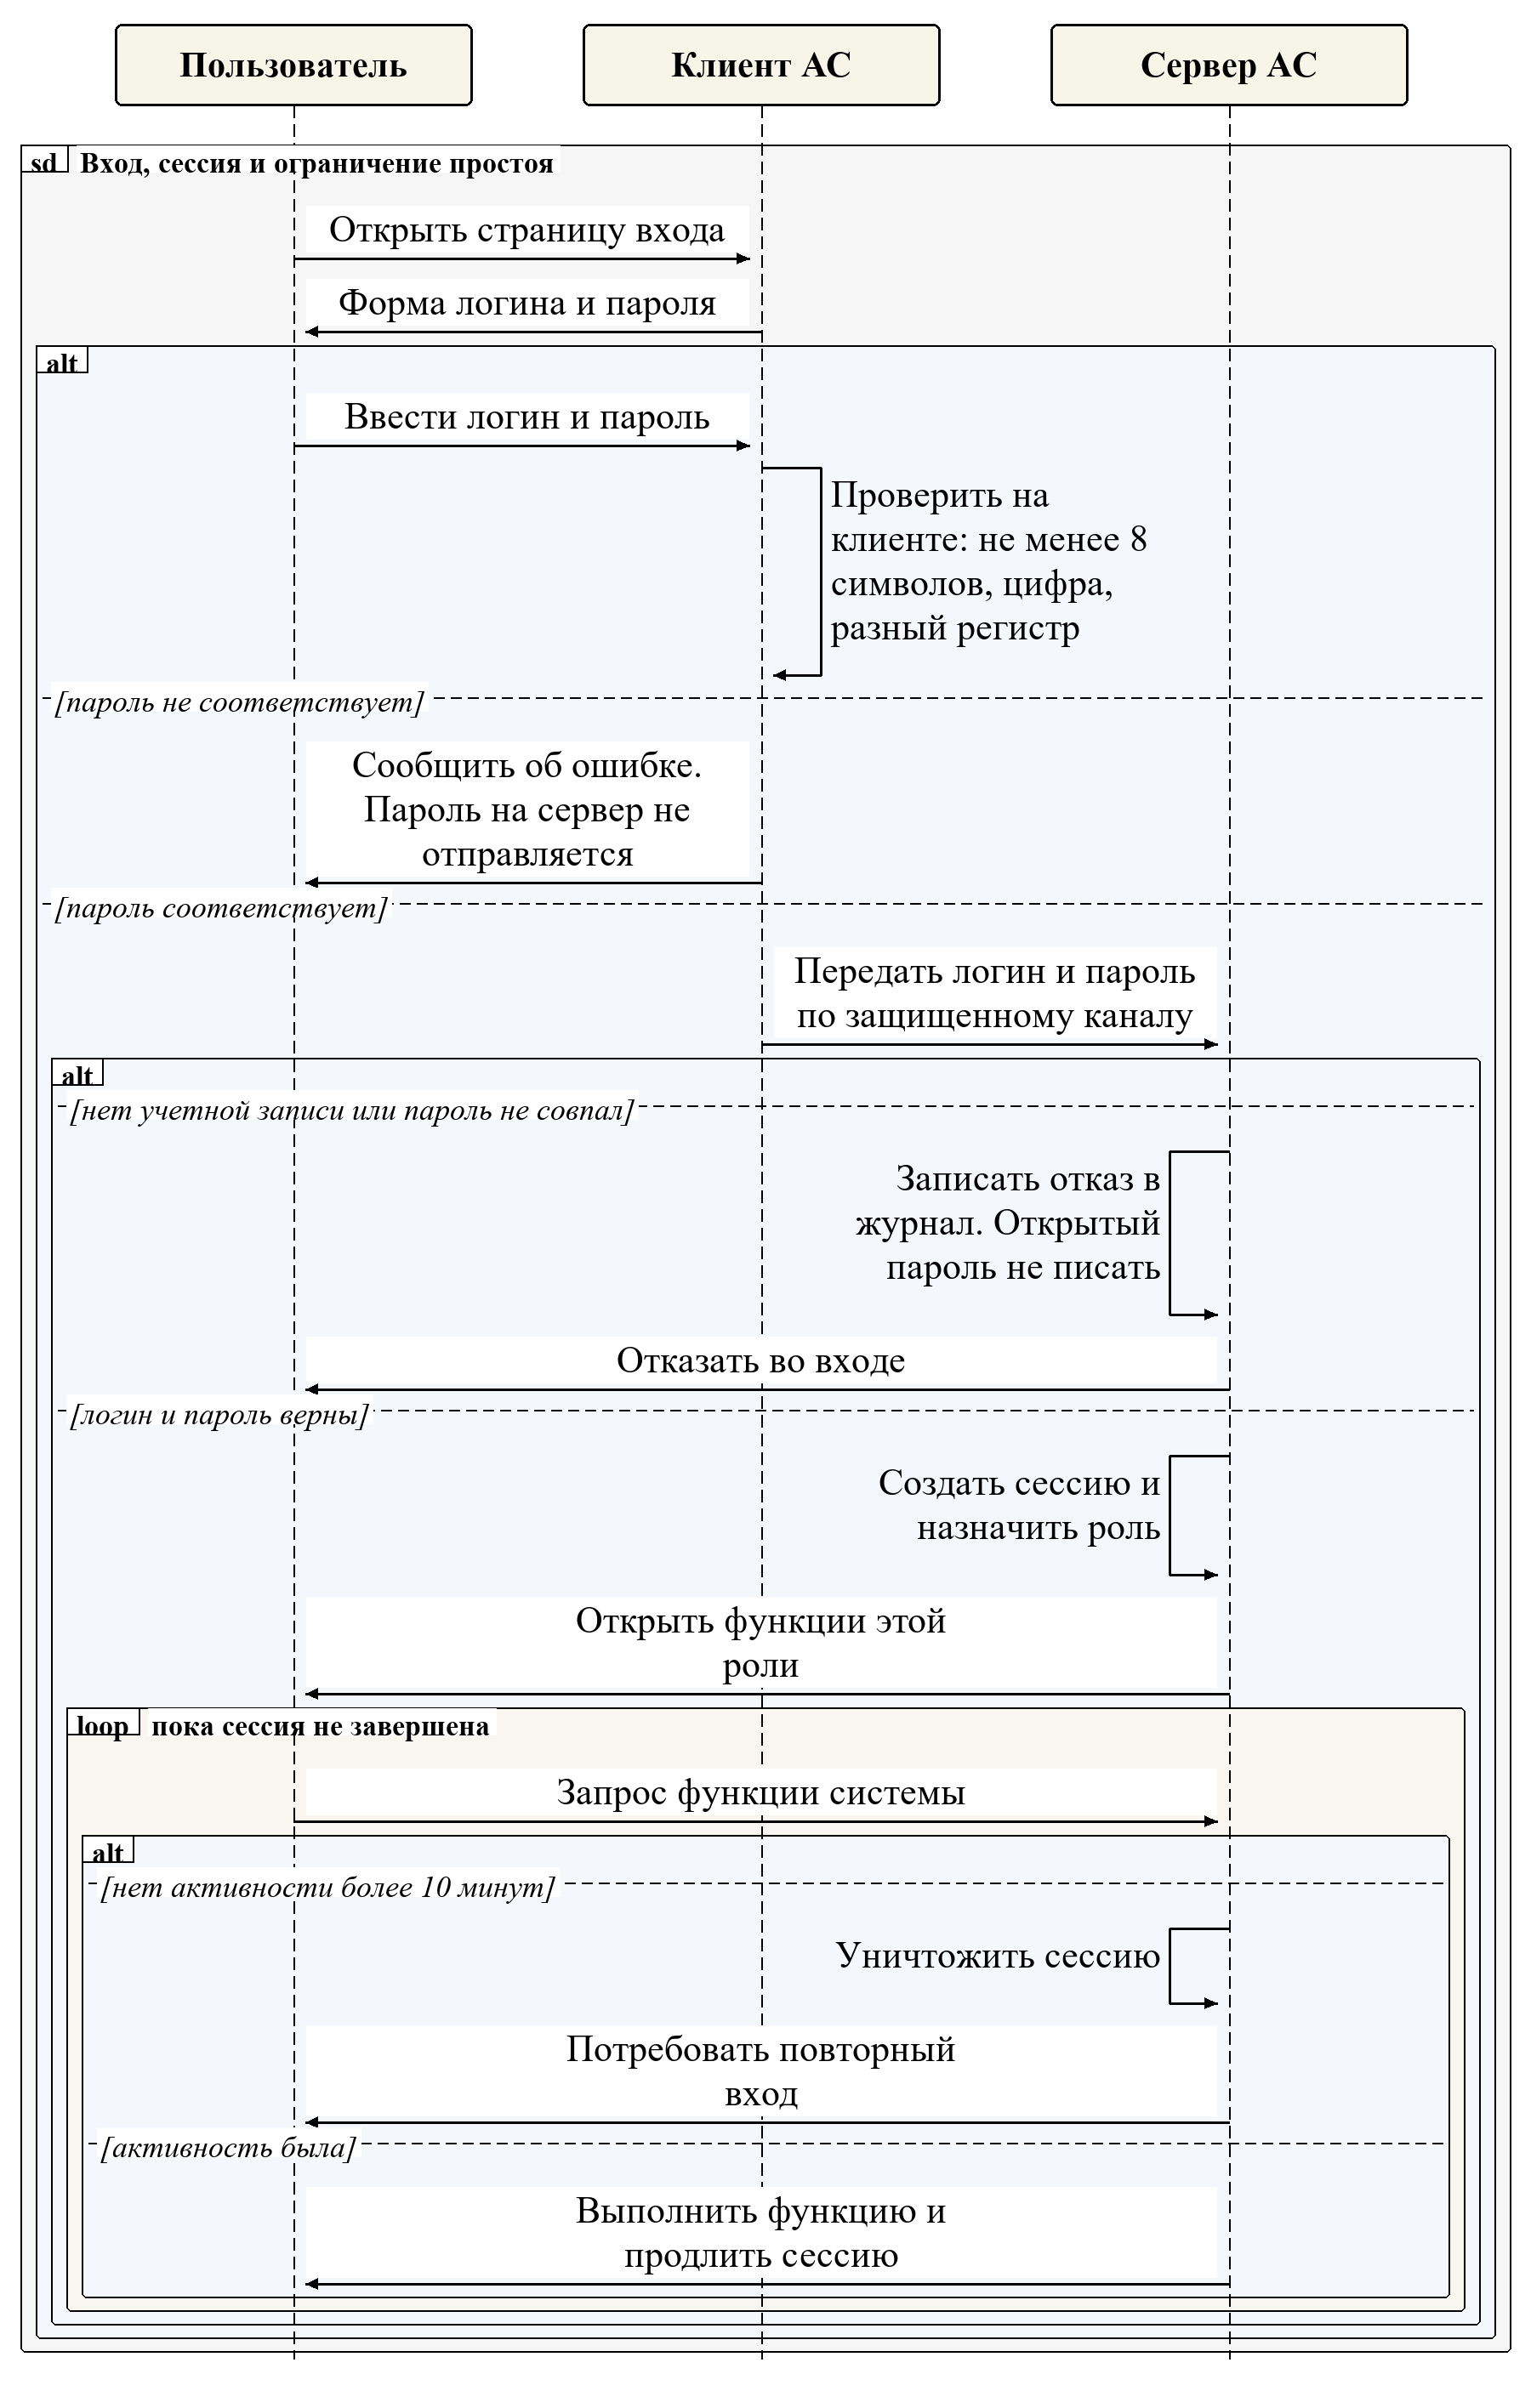 Пользователь
Клиент АС
Сервер АС
sd Вход, сессия и ограничение простоя
Открыть страницу входа
Форма логина и пароля
alt
Ввести логин и пароль
Проверить на
клиенте: не менее 8
символов, цифра,
разный регистр
[пароль не соответствует]
Сообщить об ошибке.
Пароль на сервер не
отправляется
[пароль соответствует]
Передать логин и пароль
по защищенному каналу
alt
[нет учетной записи или пароль не совпал]
Записать отказ в
журнал. Открытый
пароль не писать
Отказать во входе
[логин и пароль верны]
Создать сессию и
назначить роль
Открыть функции этой
роли
loop пока сессия не завершена
Запрос функции системы
alt
[нет активности более 10 минут]
Уничтожить сессию
Потребовать повторный
вход
[активность была]
Выполнить функцию и
продлить сессию